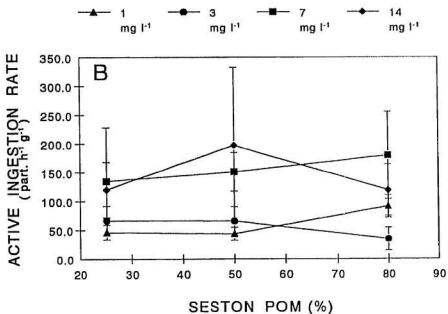 1 3 7 14
mg l-1 mg l-1 mg l-1 mg l-1
350.0
B
300.0
250.0
200.0
150.0
100.0
50.0
0.0
ACTIVE INGESTION RATE
(part. h-1 g-1)
20 30 40 50 60 70 80 90
SESTON POM (%)